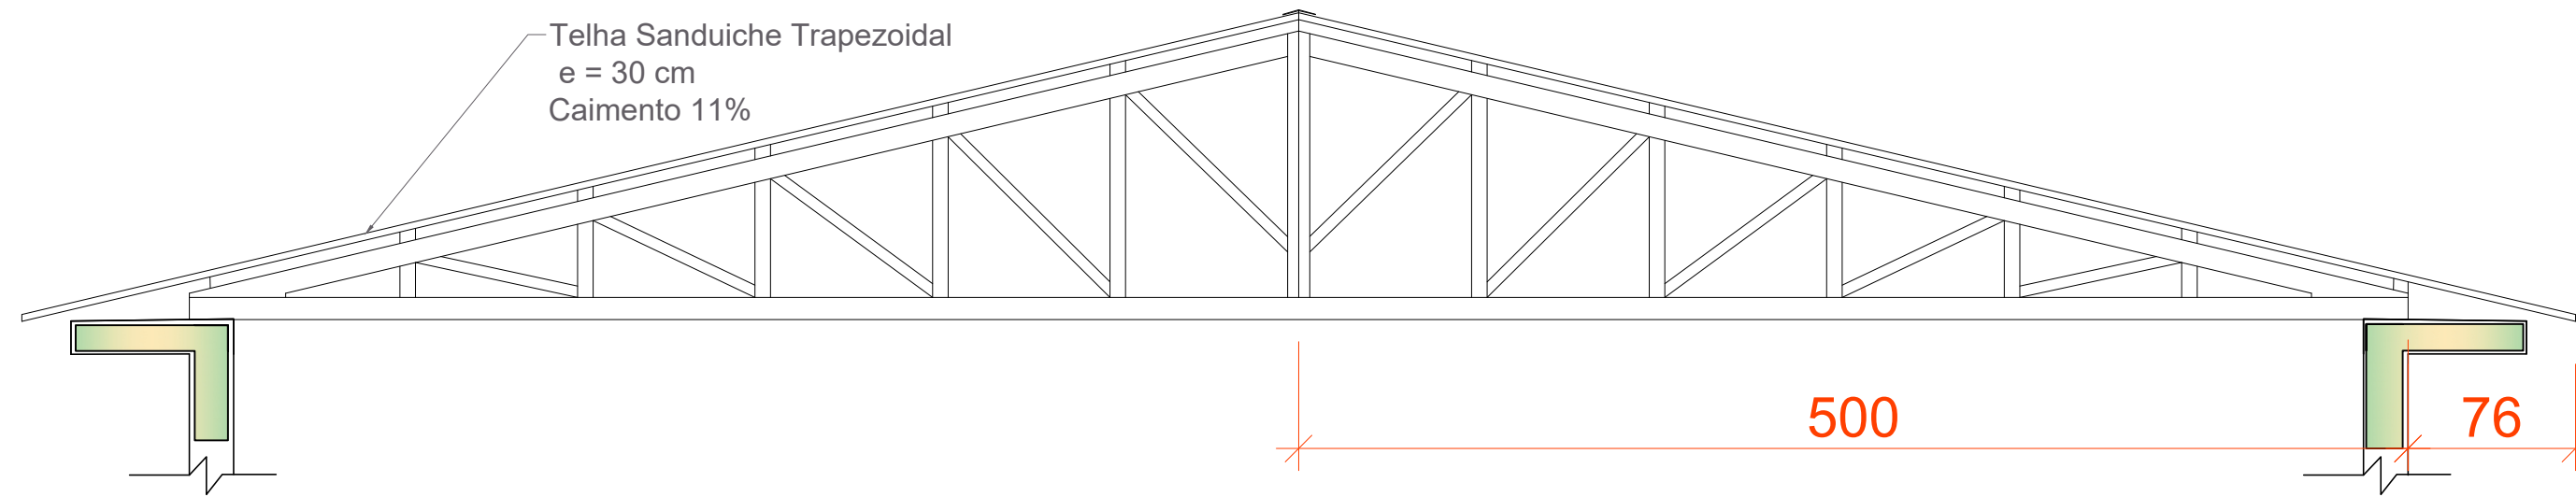 Telha Sanduiche Trapezoidal
e = 30 cm
Caimento 11%
500
76